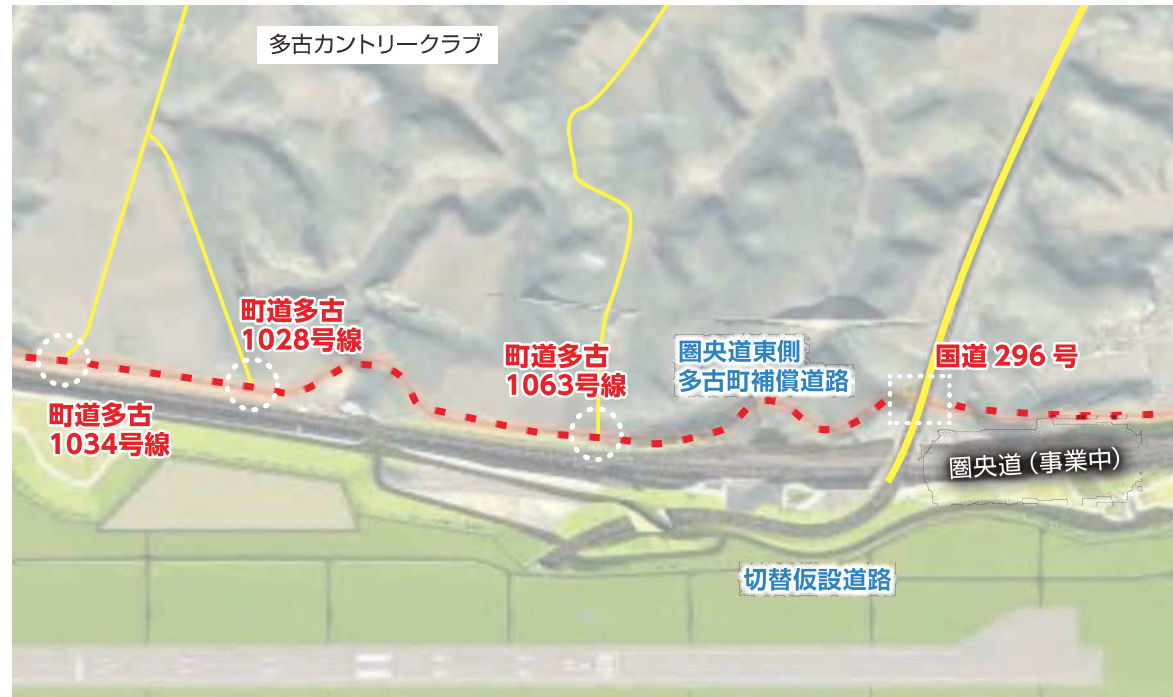 多古カントリークラブ
町道多古
1028号線
町道多古
1063号線
圏央道東側
多古町補償道路
国道 296 号
町道多古
1034号線
圏央道（事業中）
切替仮設道路